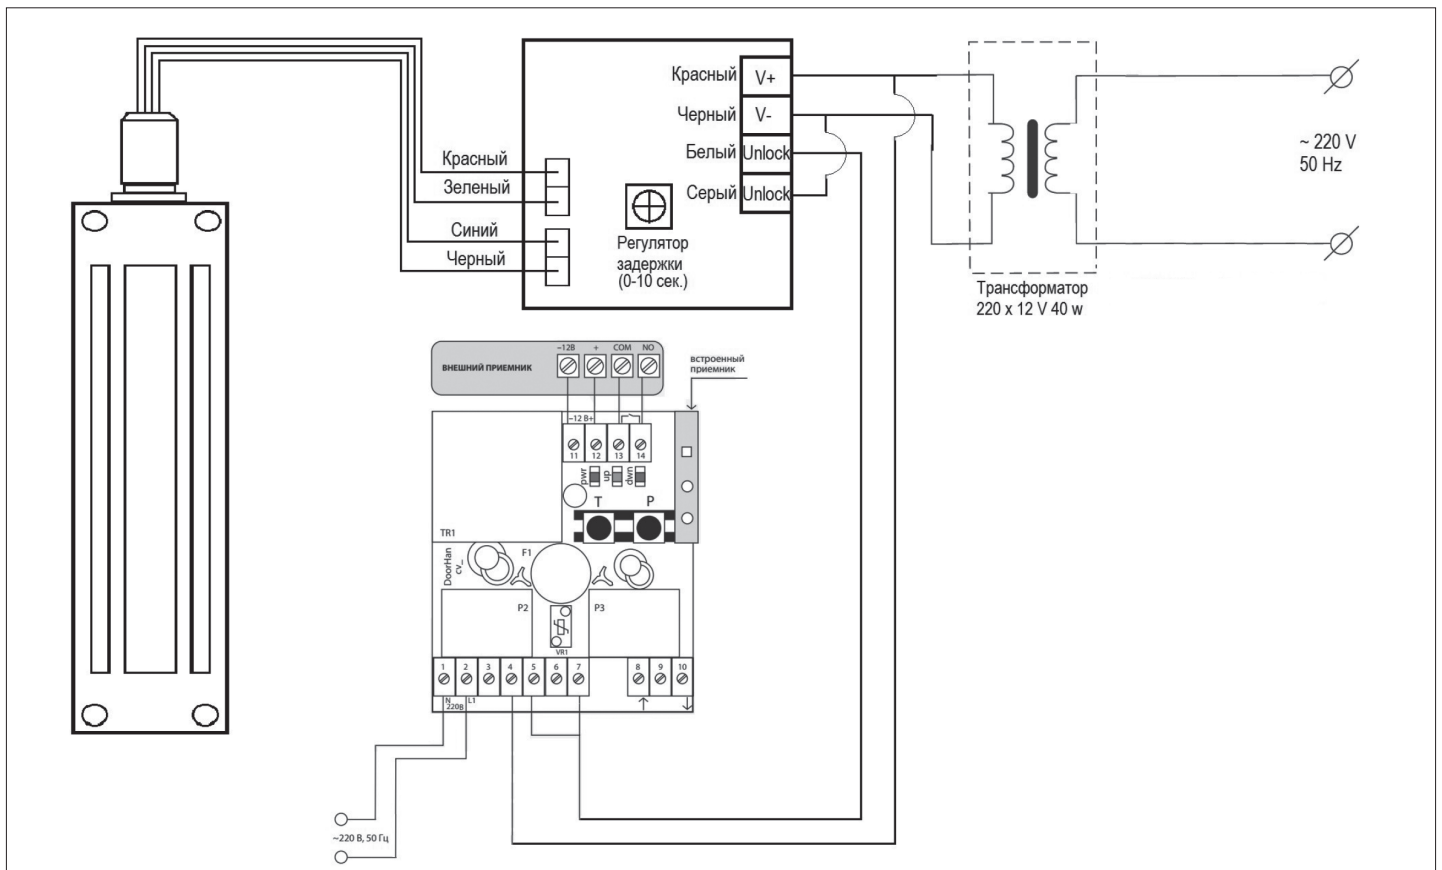 Красный V+
Черный V-
Белый Unlock
Серый Unlock
Красный
Зеленый
Синий
Черный
Регулятор
задержки
(0-10 сек.)
~ 220 V
50 Hz
Трансформатор
220 x 12 V 40 w
–12В + COM NO
ВНЕШНИЙ ПРИЕМНИК
встроенный
приемник
–12 В+
11 12 13 14
pwr up dwn
T P
TR1
DoorHan
cv_
F1
P2 P3
VR1
1 2 3 4 5 6 7 8 9 10
N L1
220В
~220 В, 50 Гц